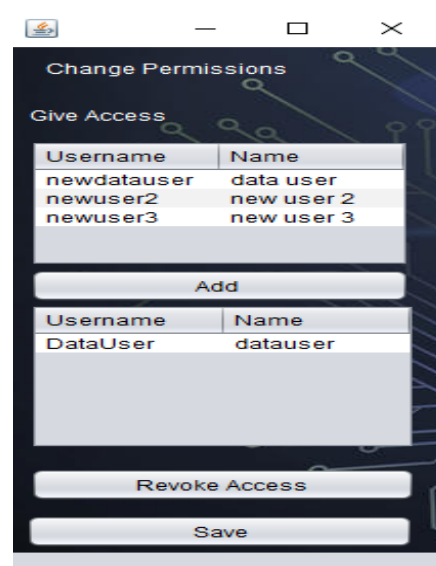 Change Permissions
Give Access
Username Name
newdatauser data user
newuser2 new user 2
newuser3 new user 3
Add
Username Name
DataUser datauser
Revoke Access
Save